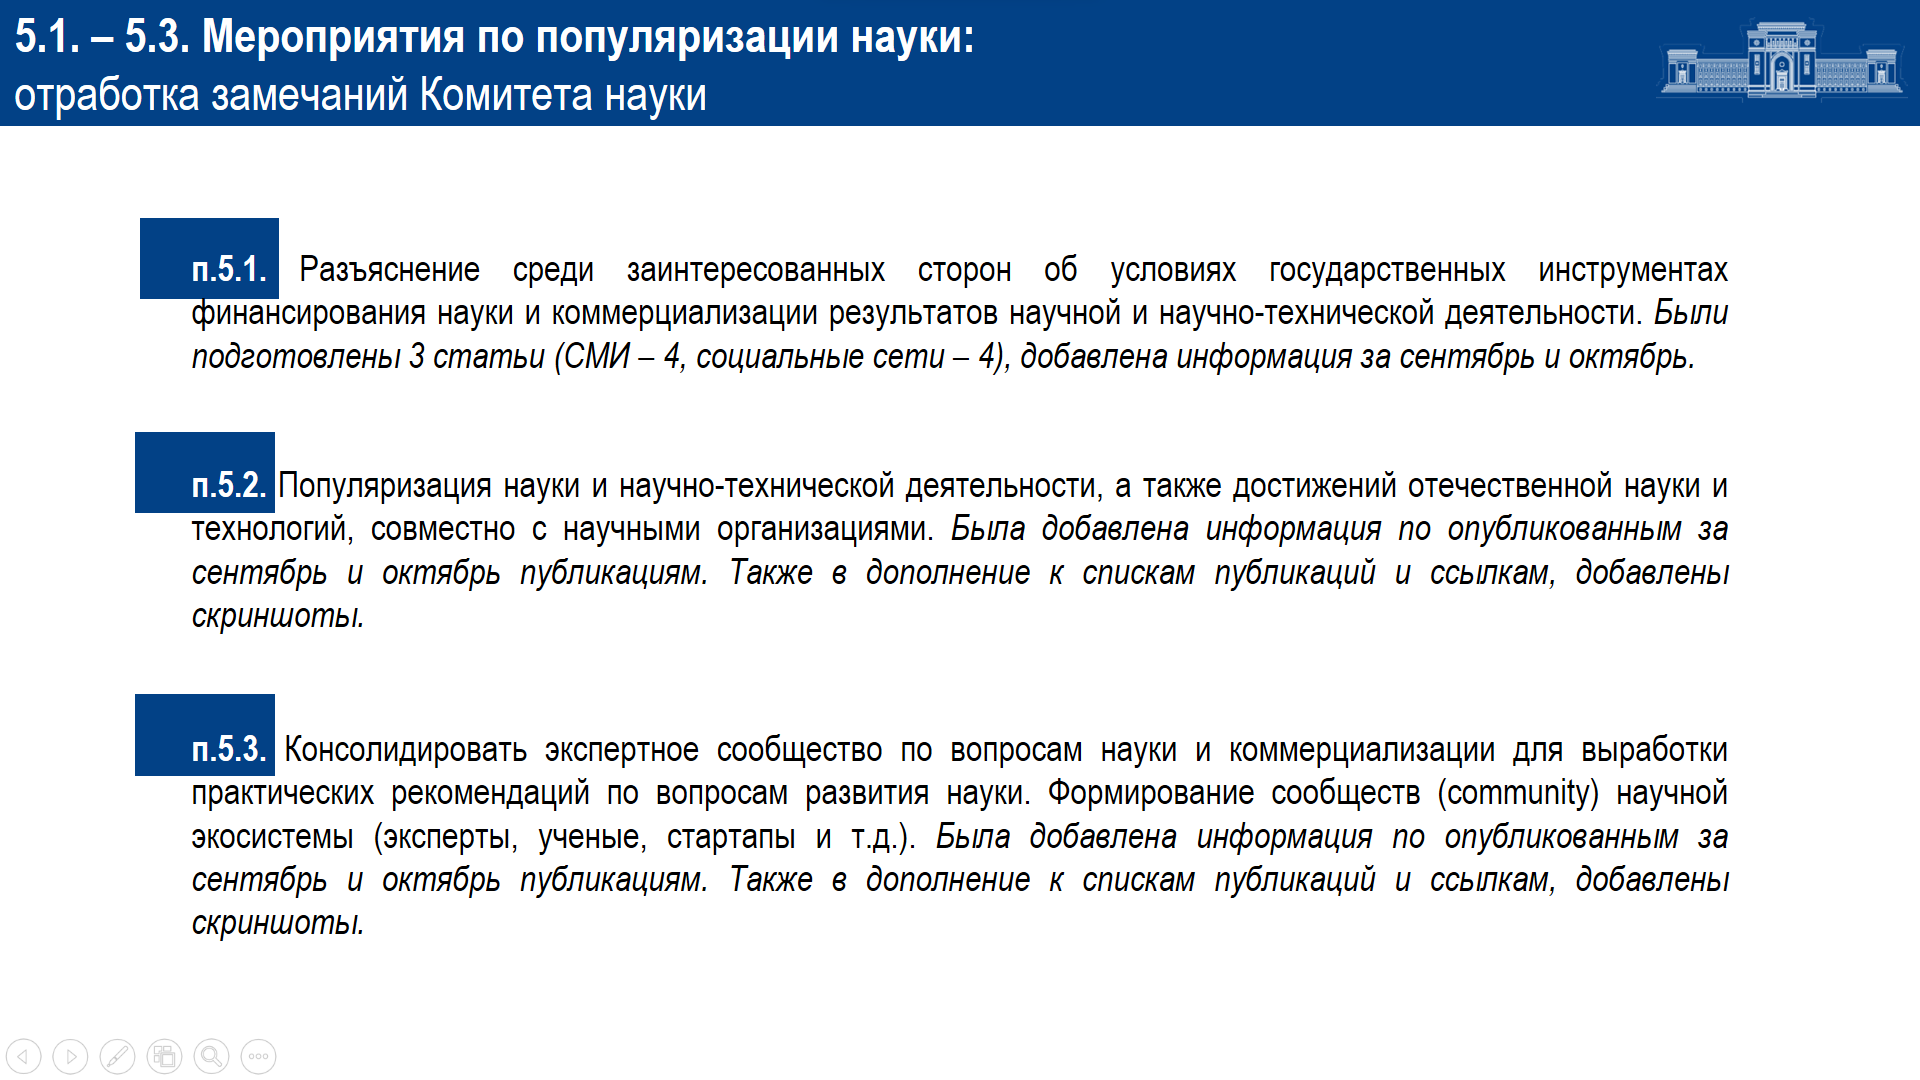 5.1. – 5.3. Мероприятия по популяризации науки:
отработка замечаний Комитета науки
п.5.1. Разъяснение среди заинтересованных сторон об условиях государственных инструментах
финансирования науки и коммерциализации результатов научной и научно-технической деятельности. Были
подготовлены 3 статьи (СМИ – 4, социальные сети – 4), добавлена информация за сентябрь и октябрь.
п.5.2. Популяризация науки и научно-технической деятельности, а также достижений отечественной науки и
технологий, совместно с научными организациями. Была добавлена информация по опубликованным за
сентябрь и октябрь публикациям. Также в дополнение к спискам публикаций и ссылкам, добавлены
скриншоты.
п.5.3. Консолидировать экспертное сообщество по вопросам науки и коммерциализации для выработки
практических рекомендаций по вопросам развития науки. Формирование сообществ (community) научной
экосистемы (эксперты, ученые, стартапы и т.д.). Была добавлена информация по опубликованным за
сентябрь и октябрь публикациям. Также в дополнение к спискам публикаций и ссылкам, добавлены
скриншоты.